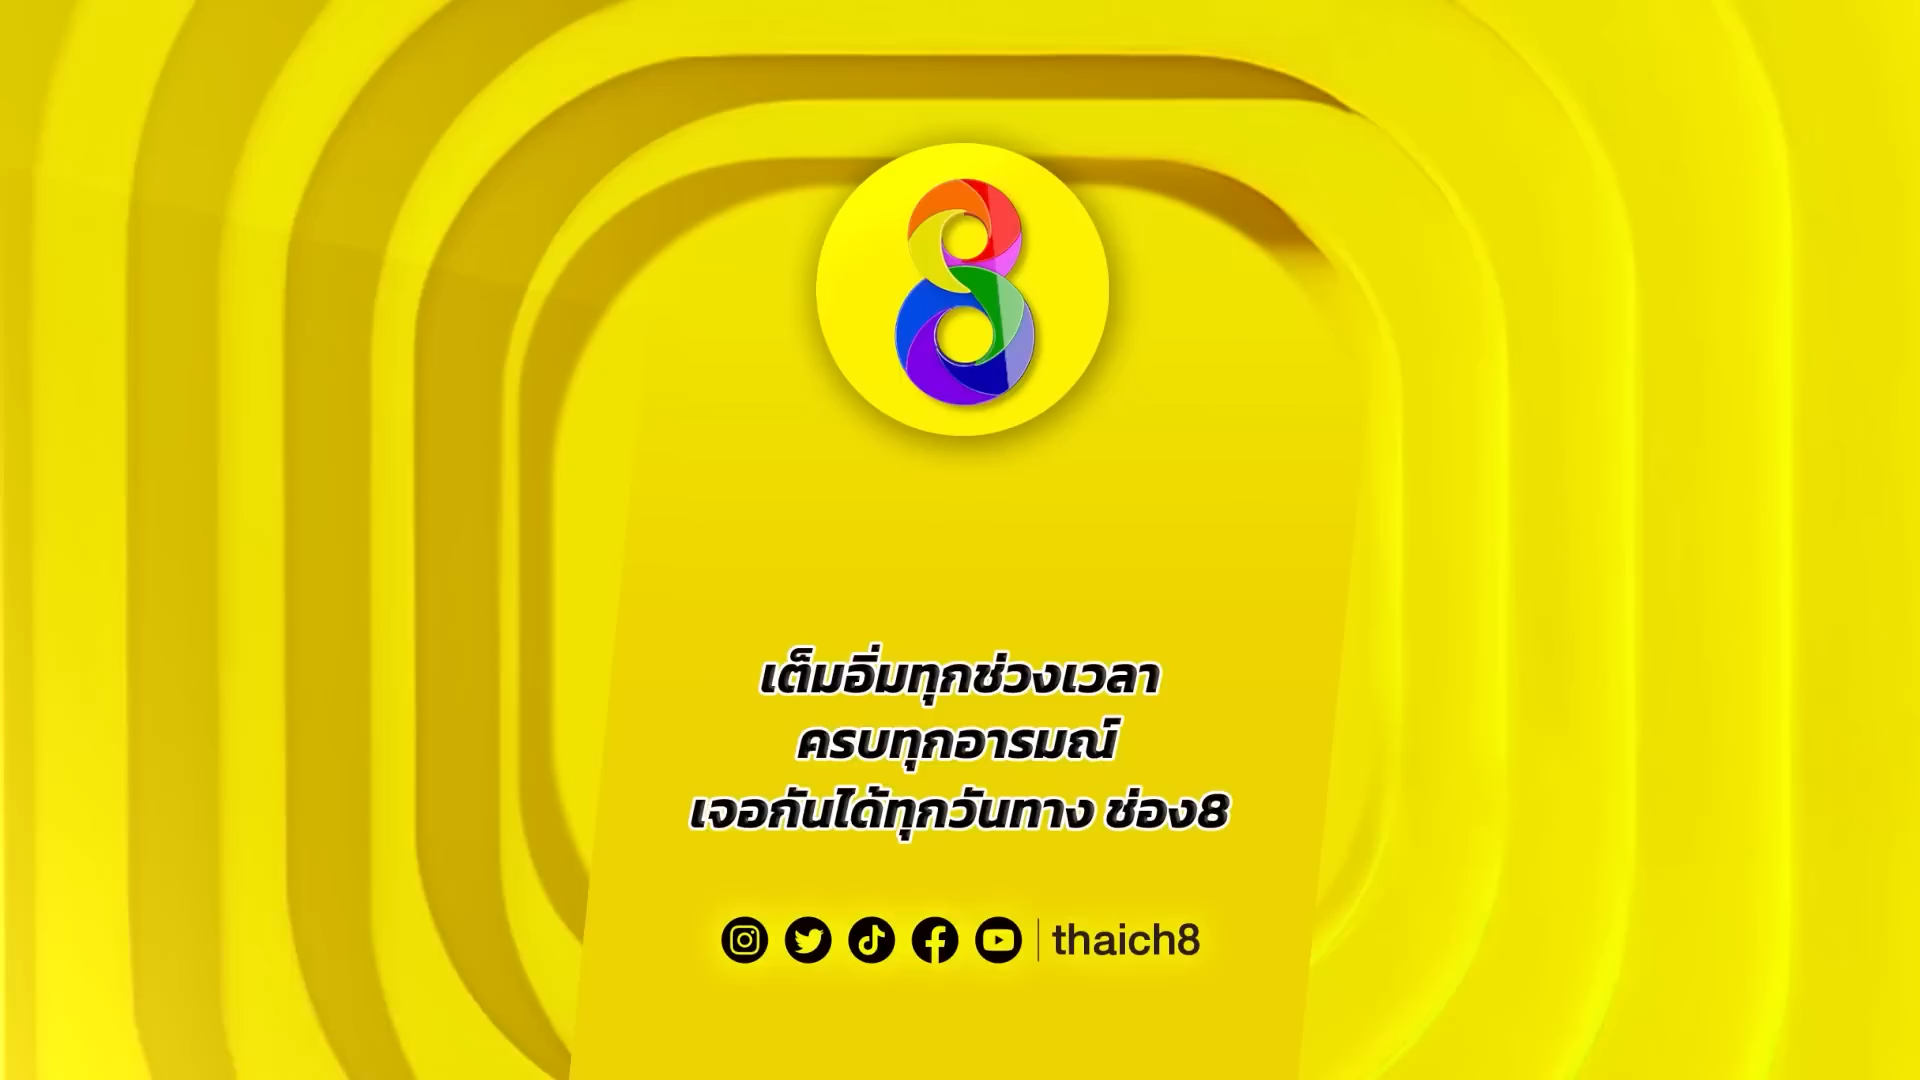 8
เต็มอิ่มทุกช่วงเวลา
ครบทุกอารมณ์
เจอกันได้ทุกวันทาง ช่อง8
thaich8